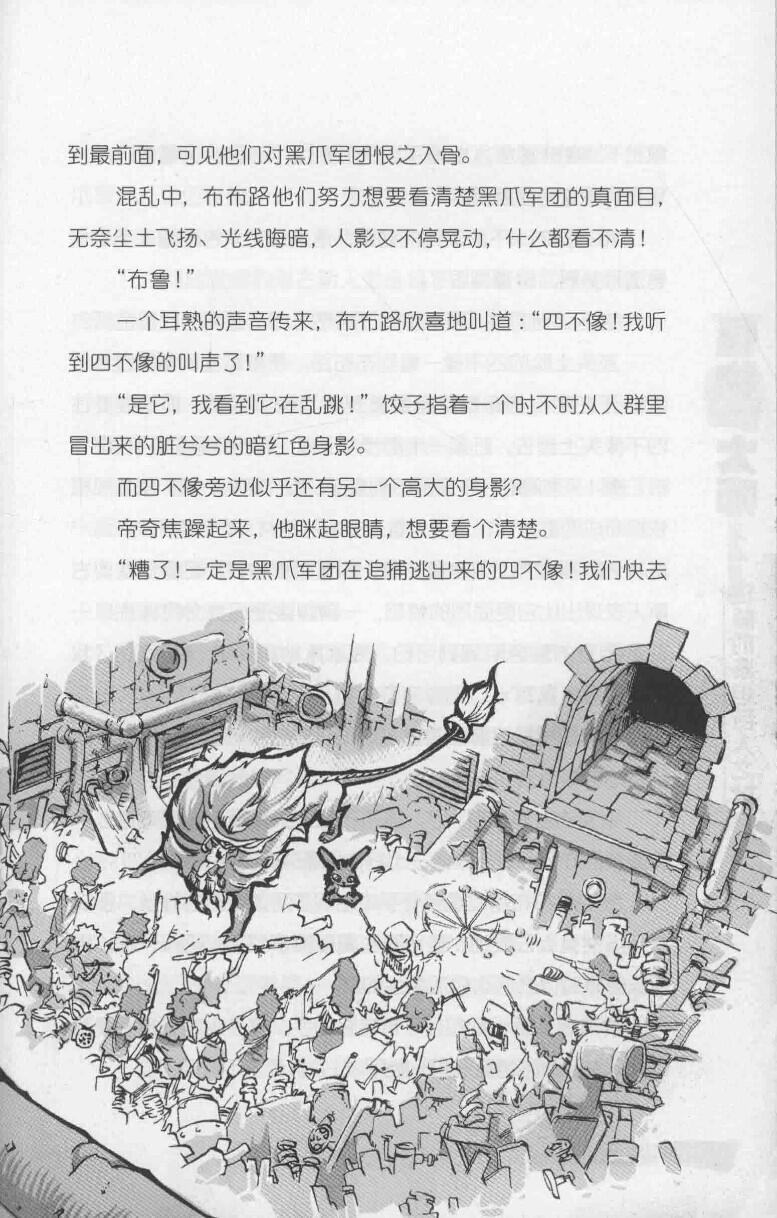 到最前面，可见他们对黑爪军团恨之入骨。
混乱中，布布路他们努力想要看清楚黑爪军团的真面目，
无奈尘土飞扬、光线晦暗，人影又不停晃动，什么都看不清！
“布鲁！”
一个耳熟的声音传来，布布路欣喜地叫道：“四不像！我听
到四不像的叫声了！”
“是它，我看到它在乱跳！”饺子指着一个时不时从人群里
冒出来的脏兮兮的暗红色身影。
而四不像旁边似乎还有另一个高大的身影？
帝奇焦躁起来，他眯起眼睛，想要看个清楚。
“糟了！一定是黑爪军团在追捕逃出来的四不像！我们快去